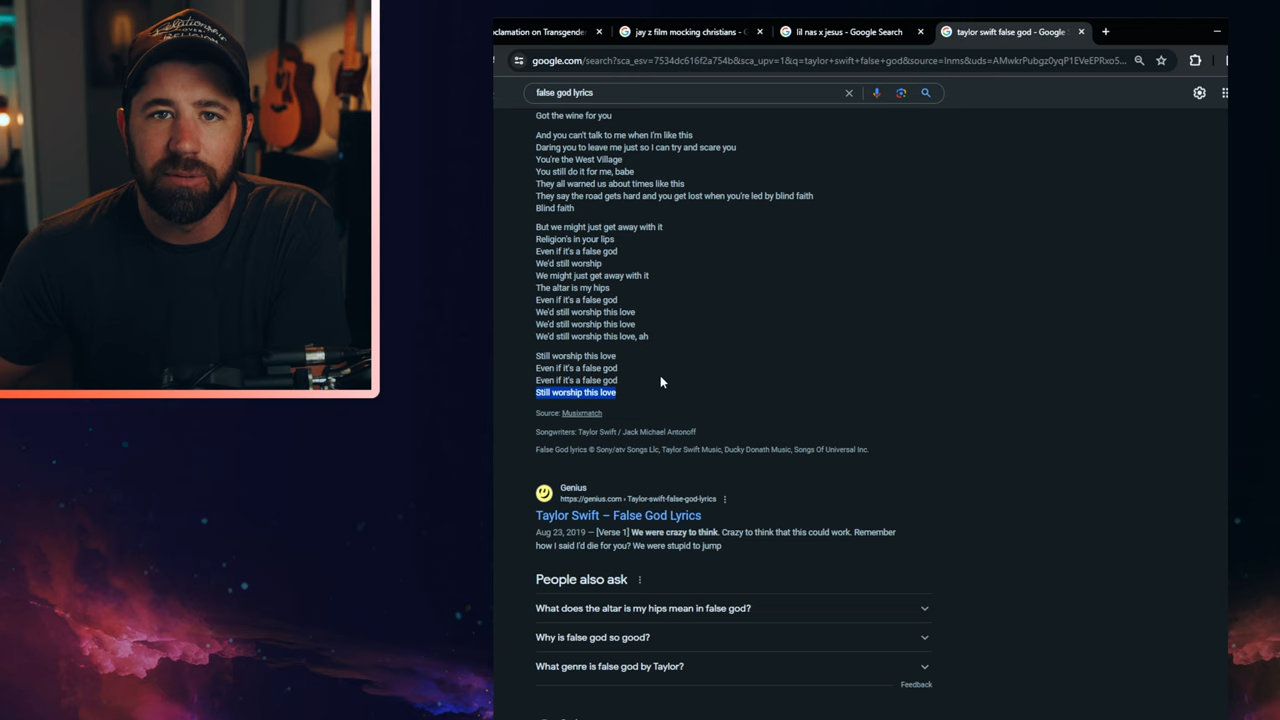 Relationship
OVER
RELIGION
clamation on Transgende
jay z film mocking christians - G
lil nas x jesus - Google Search
taylor swift false god - Google
google.com/search?sca_esv=7534dc616f2a754b&sca_upv=1&q=taylor+swift+false+god&source=lnms&uds=AMwkrPubgz0yqP1EVeEPRxo5...
false god lyrics
Got the wine for you
And you can't talk to me when I'm like this
Daring you to leave me just so I can try and scare you
You're the West Village
You still do it for me, babe
They all warned us about times like this
They say the road gets hard and you get lost when you're led by blind faith
Blind faith
But we might just get away with it
Religion's in your lips
Even if it's a false god
We'd still worship
We might just get away with it
The altar is my hips
Even if it's a false god
We'd still worship this love
We'd still worship this love
We'd still worship this love, ah
Still worship this love
Even if it's a false god
Even if it's a false god
Still worship this love
Source: Musixmatch
Songwriters: Taylor Swift / Jack Michael Antonoff
False God lyrics © Sony/atv Songs Llc, Taylor Swift Music, Ducky Donath Music, Songs Of Universal Inc.
Genius
https://genius.com › Taylor-swift-false-god-lyrics
Taylor Swift – False God Lyrics
Aug 23, 2019 — [Verse 1] We were crazy to think. Crazy to think that this could work. Remember
how I said I'd die for you? We were stupid to jump
People also ask
What does the altar is my hips mean in false god?
Why is false god so good?
What genre is false god by Taylor?
Feedback